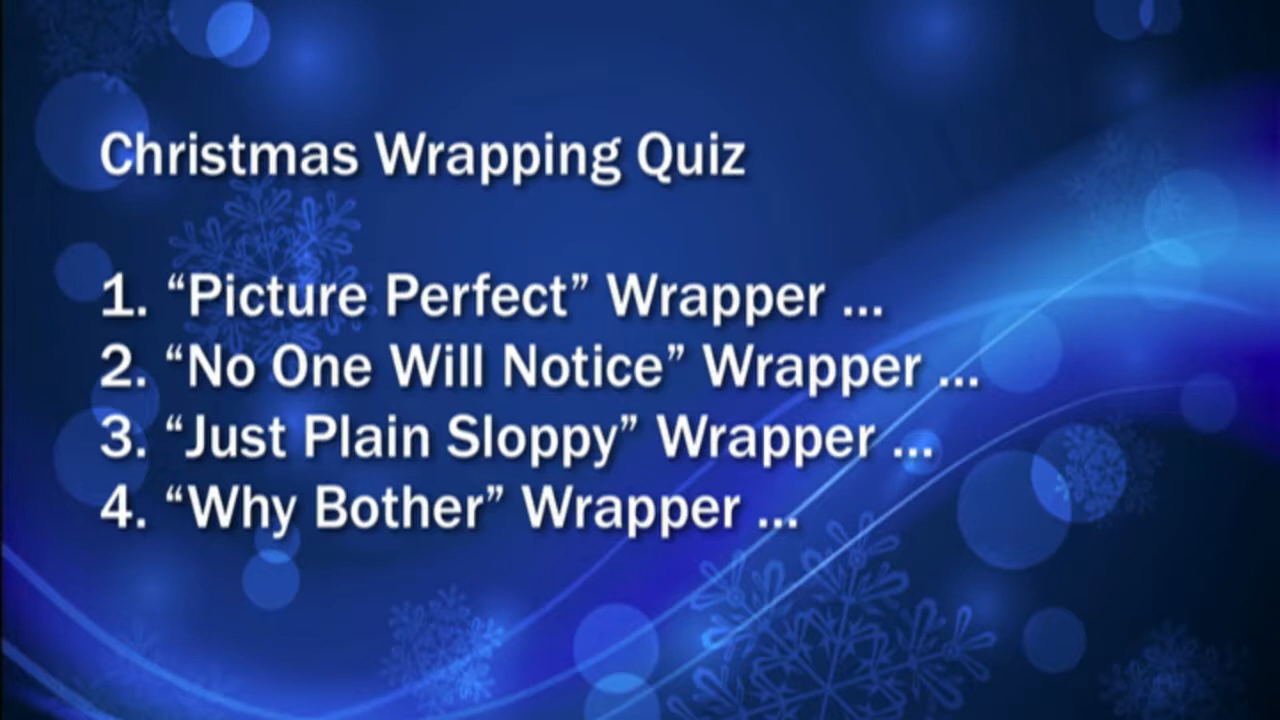 Christmas Wrapping Quiz
1. “Picture Perfect” Wrapper ...
2. “No One Will Notice” Wrapper ...
3. “Just Plain Sloppy” Wrapper ...
4. “Why Bother” Wrapper ...